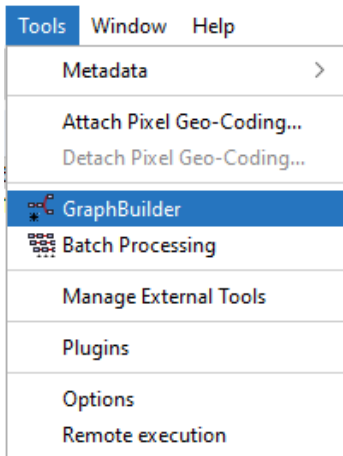 Tools Window Help
Metadata
Attach Pixel Geo-Coding...
Detach Pixel Geo-Coding...
GraphBuilder
Batch Processing
Manage External Tools
Plugins
Options
Remote execution